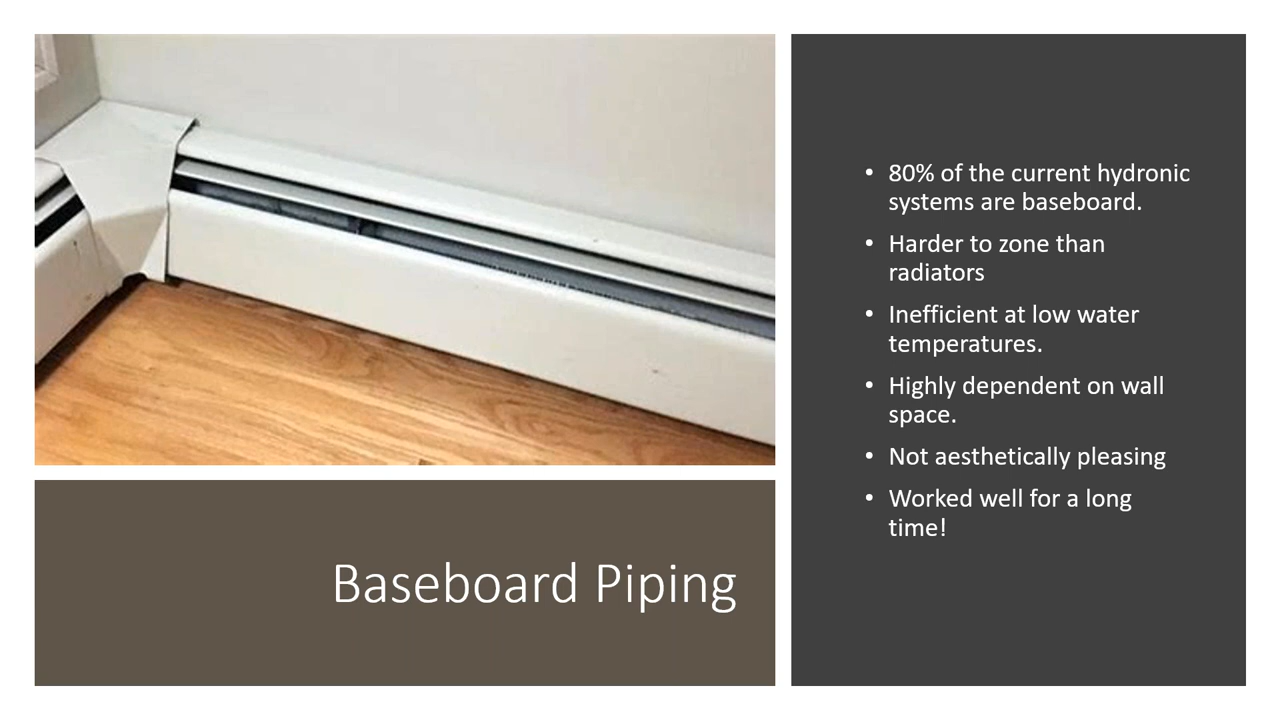 • 80% of the current hydronic
systems are baseboard.
• Harder to zone than
radiators
• Inefficient at low water
temperatures.
• Highly dependent on wall
space.
• Not aesthetically pleasing
• Worked well for a long
time!
Baseboard Piping